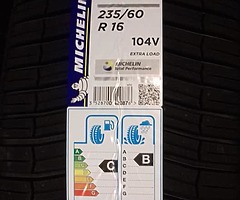 MICHELIN
235/60
R 16
104V
EXTRA LOAD
MICHELIN
Total Performance
C
B